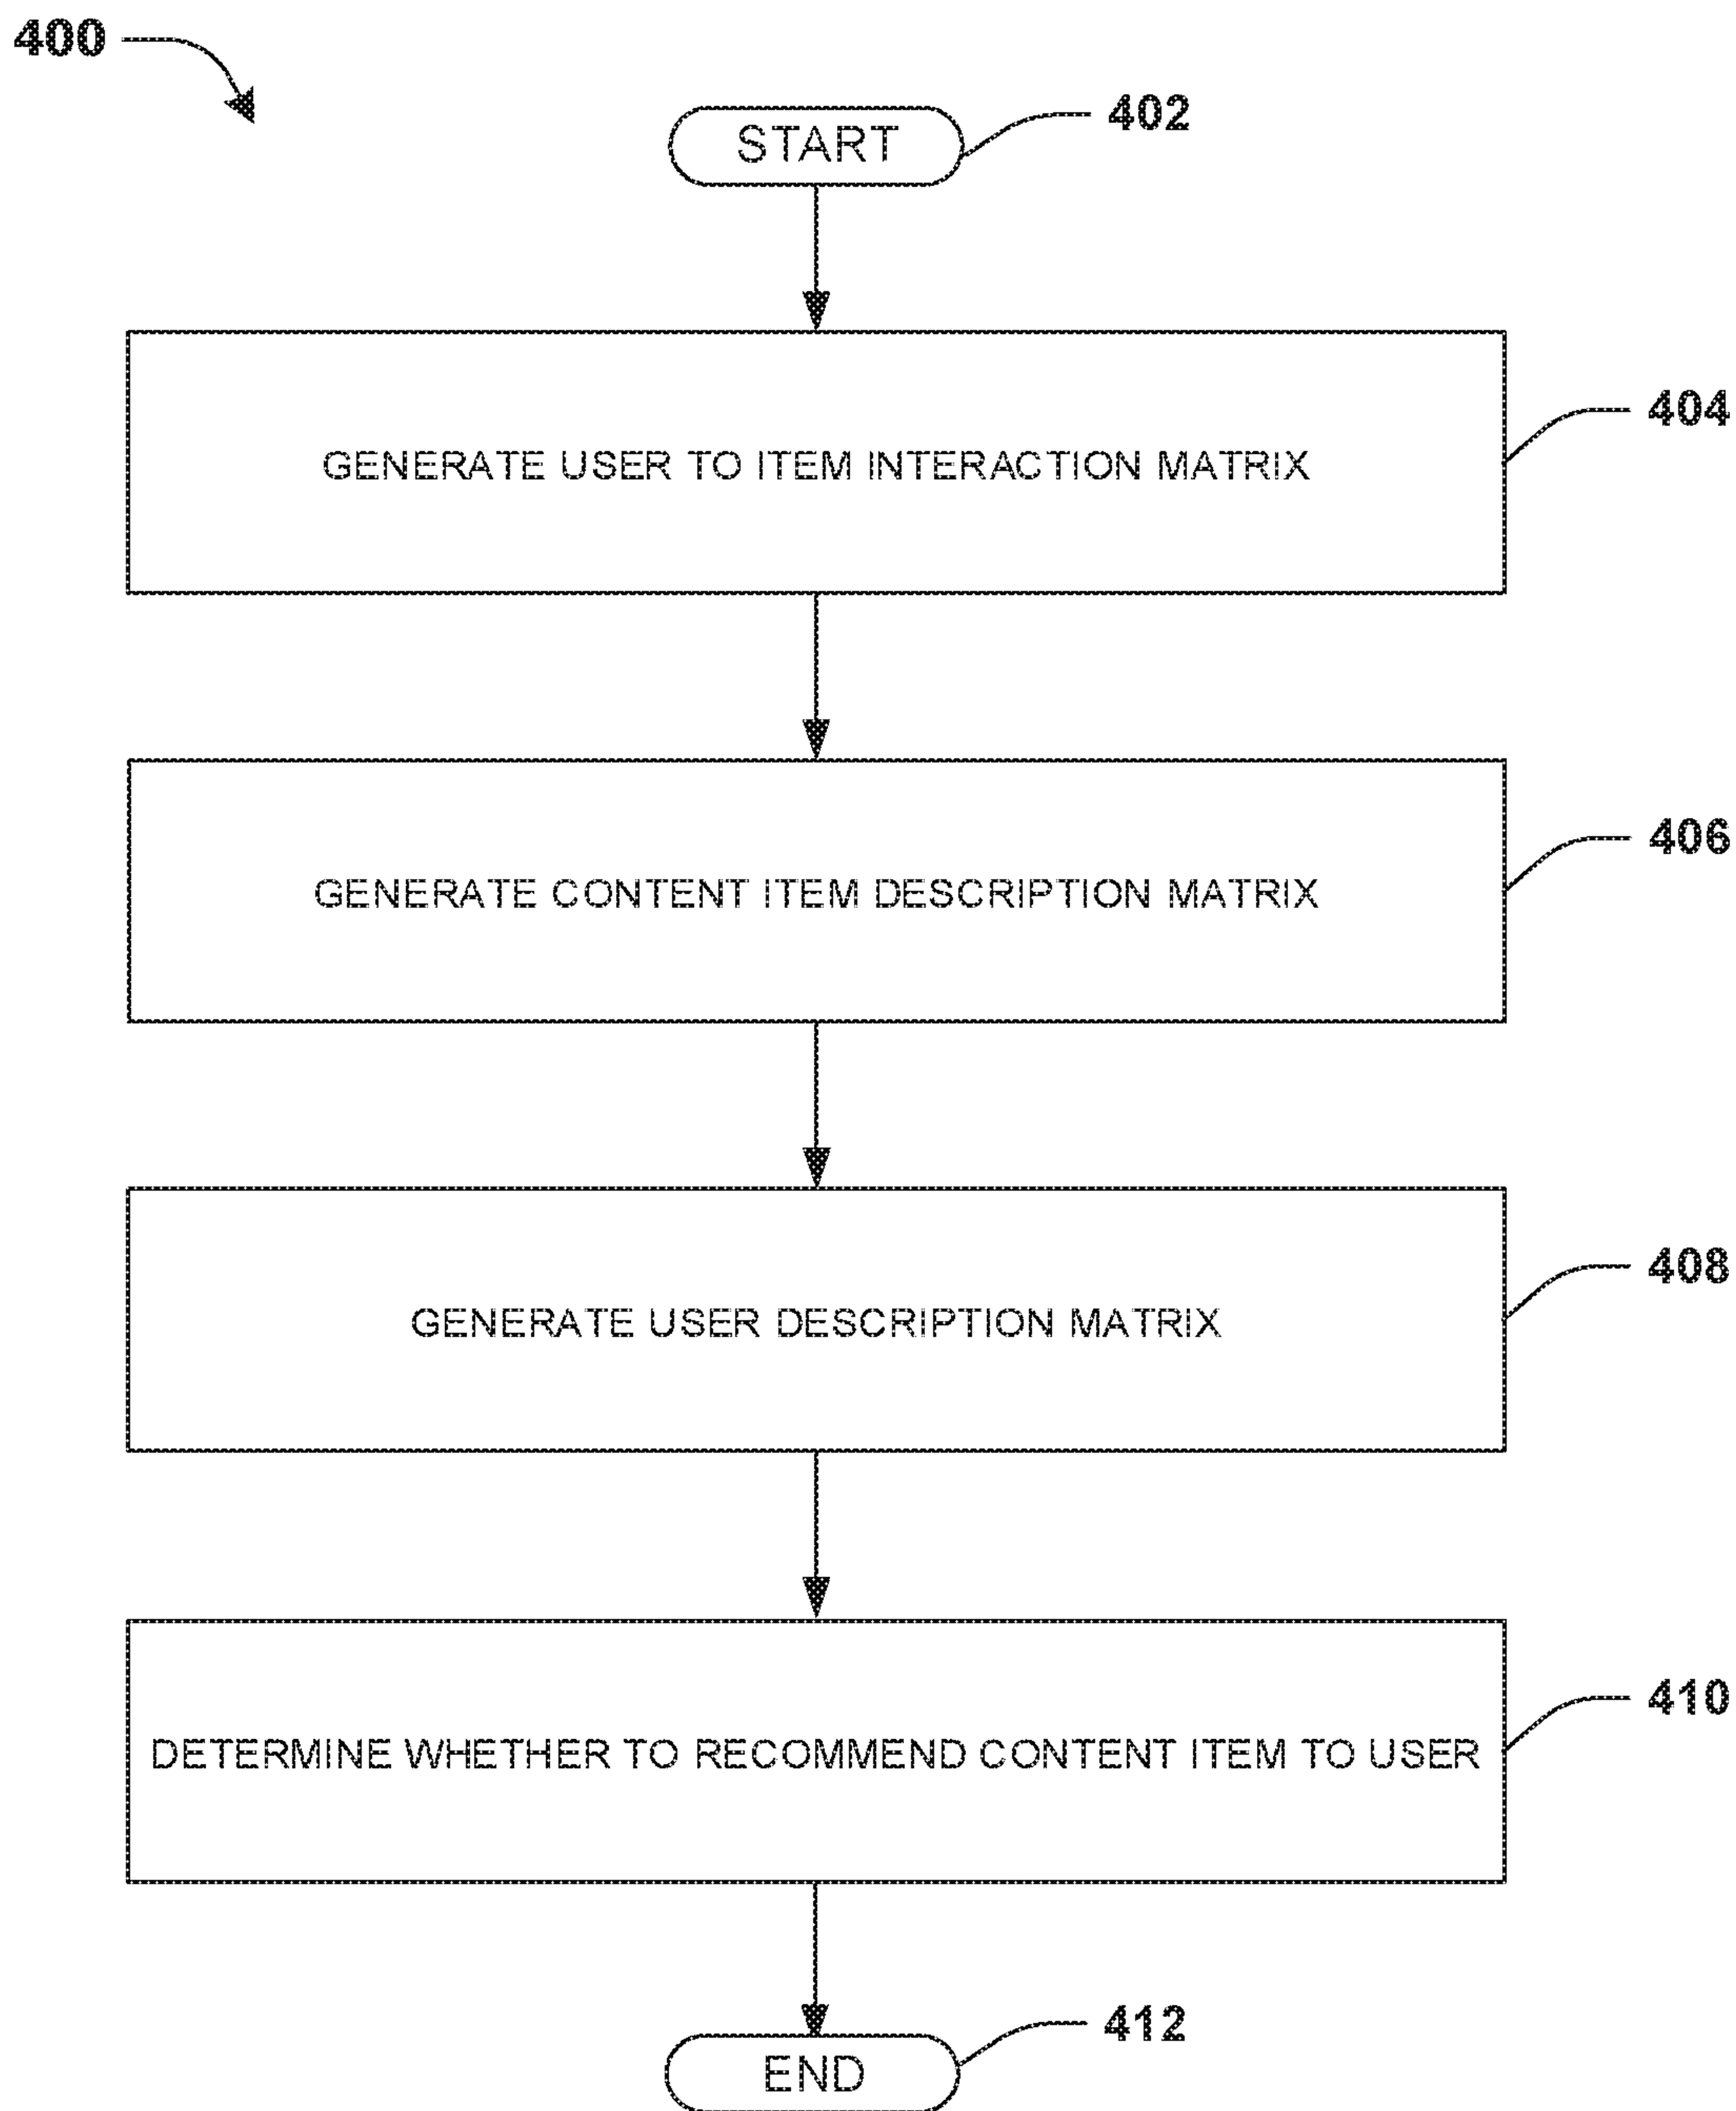 400
START
402
GENERATE USER TO ITEM INTERACTION MATRIX
404
GENERATE CONTENT ITEM DESCRIPTION MATRIX
406
GENERATE USER DESCRIPTION MATRIX
408
DETERMINE WHETHER TO RECOMMEND CONTENT ITEM TO USER
410
END
412